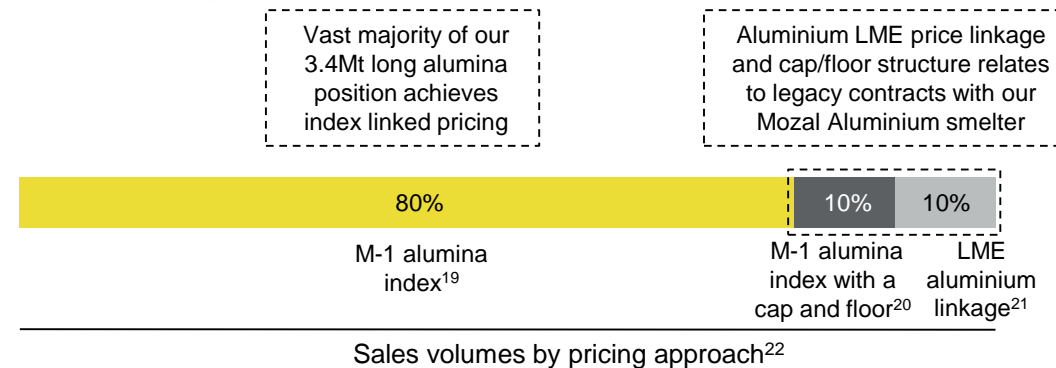 Vast majority of our
3.4Mt long alumina
position achieves
index linked pricing
Aluminium LME price linkage
and cap/floor structure relates
to legacy contracts with our
Mozal Aluminium smelter
80%
10%
10%
M-1 alumina
index19
M-1 alumina
index with a
cap and floor20
LME
aluminium
linkage21
Sales volumes by pricing approach22